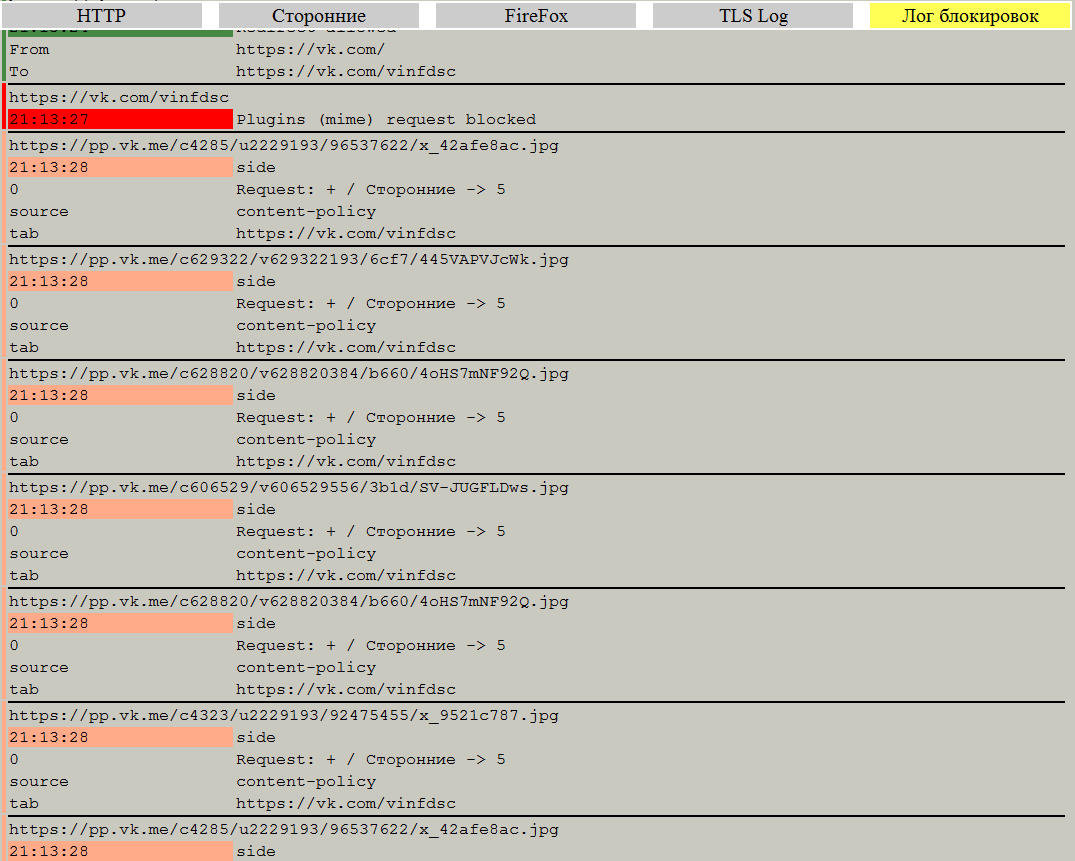 HTTP Сторонние FireFox TLS Log Лог блокировок
From https://vk.com/
To https://vk.com/vinfdsc
https://vk.com/vinfdsc
21:13:27 Plugins (mime) request blocked
https://pp.vk.me/c4285/u2229193/96537622/x_42afe8ac.jpg
21:13:28 side
0 Request: + / Сторонние -> 5
source content-policy
tab https://vk.com/vinfdsc
https://pp.vk.me/c629322/v629322193/6cf7/445VAPVJcWk.jpg
21:13:28 side
0 Request: + / Сторонние -> 5
source content-policy
tab https://vk.com/vinfdsc
https://pp.vk.me/c628820/v628820384/b660/4oHS7mNF92Q.jpg
21:13:28 side
0 Request: + / Сторонние -> 5
source content-policy
tab https://vk.com/vinfdsc
https://pp.vk.me/c606529/v606529556/3b1d/SV-JUGFLDws.jpg
21:13:28 side
0 Request: + / Сторонние -> 5
source content-policy
tab https://vk.com/vinfdsc
https://pp.vk.me/c628820/v628820384/b660/4oHS7mNF92Q.jpg
21:13:28 side
0 Request: + / Сторонние -> 5
source content-policy
tab https://vk.com/vinfdsc
https://pp.vk.me/c4323/u2229193/92475455/x_9521c787.jpg
21:13:28 side
0 Request: + / Сторонние -> 5
source content-policy
tab https://vk.com/vinfdsc
https://pp.vk.me/c4285/u2229193/96537622/x_42afe8ac.jpg
21:13:28 side